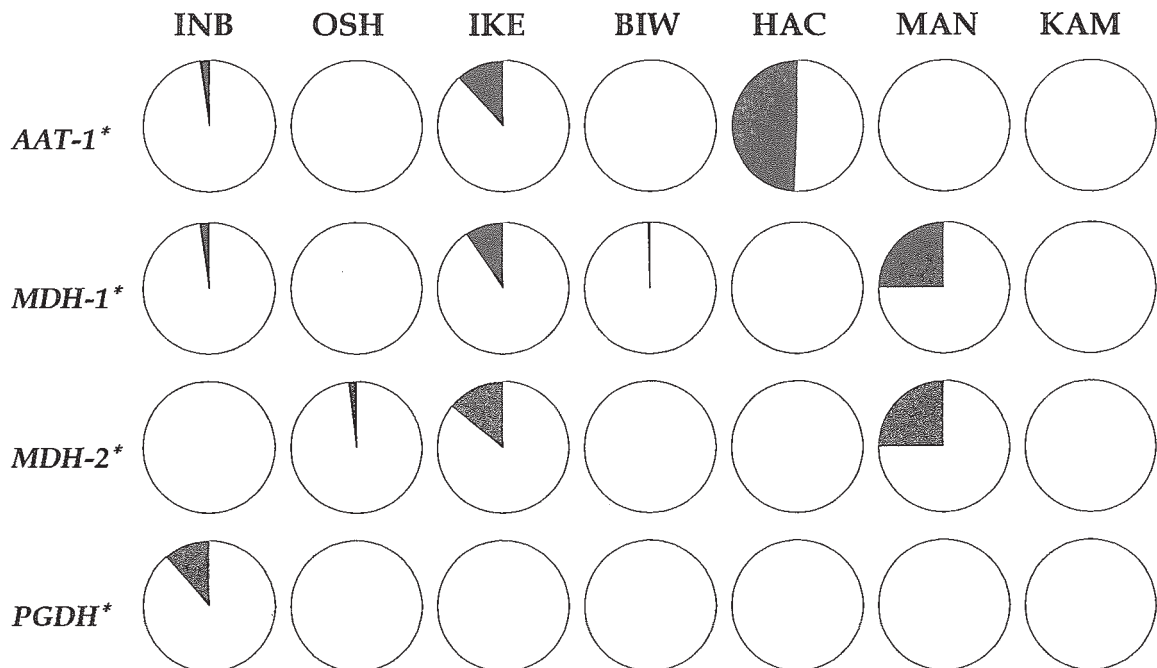 INB OSH IKE BIW HAC MAN KAM
AAT-1*
MDH-1*
MDH-2*
PGDH*